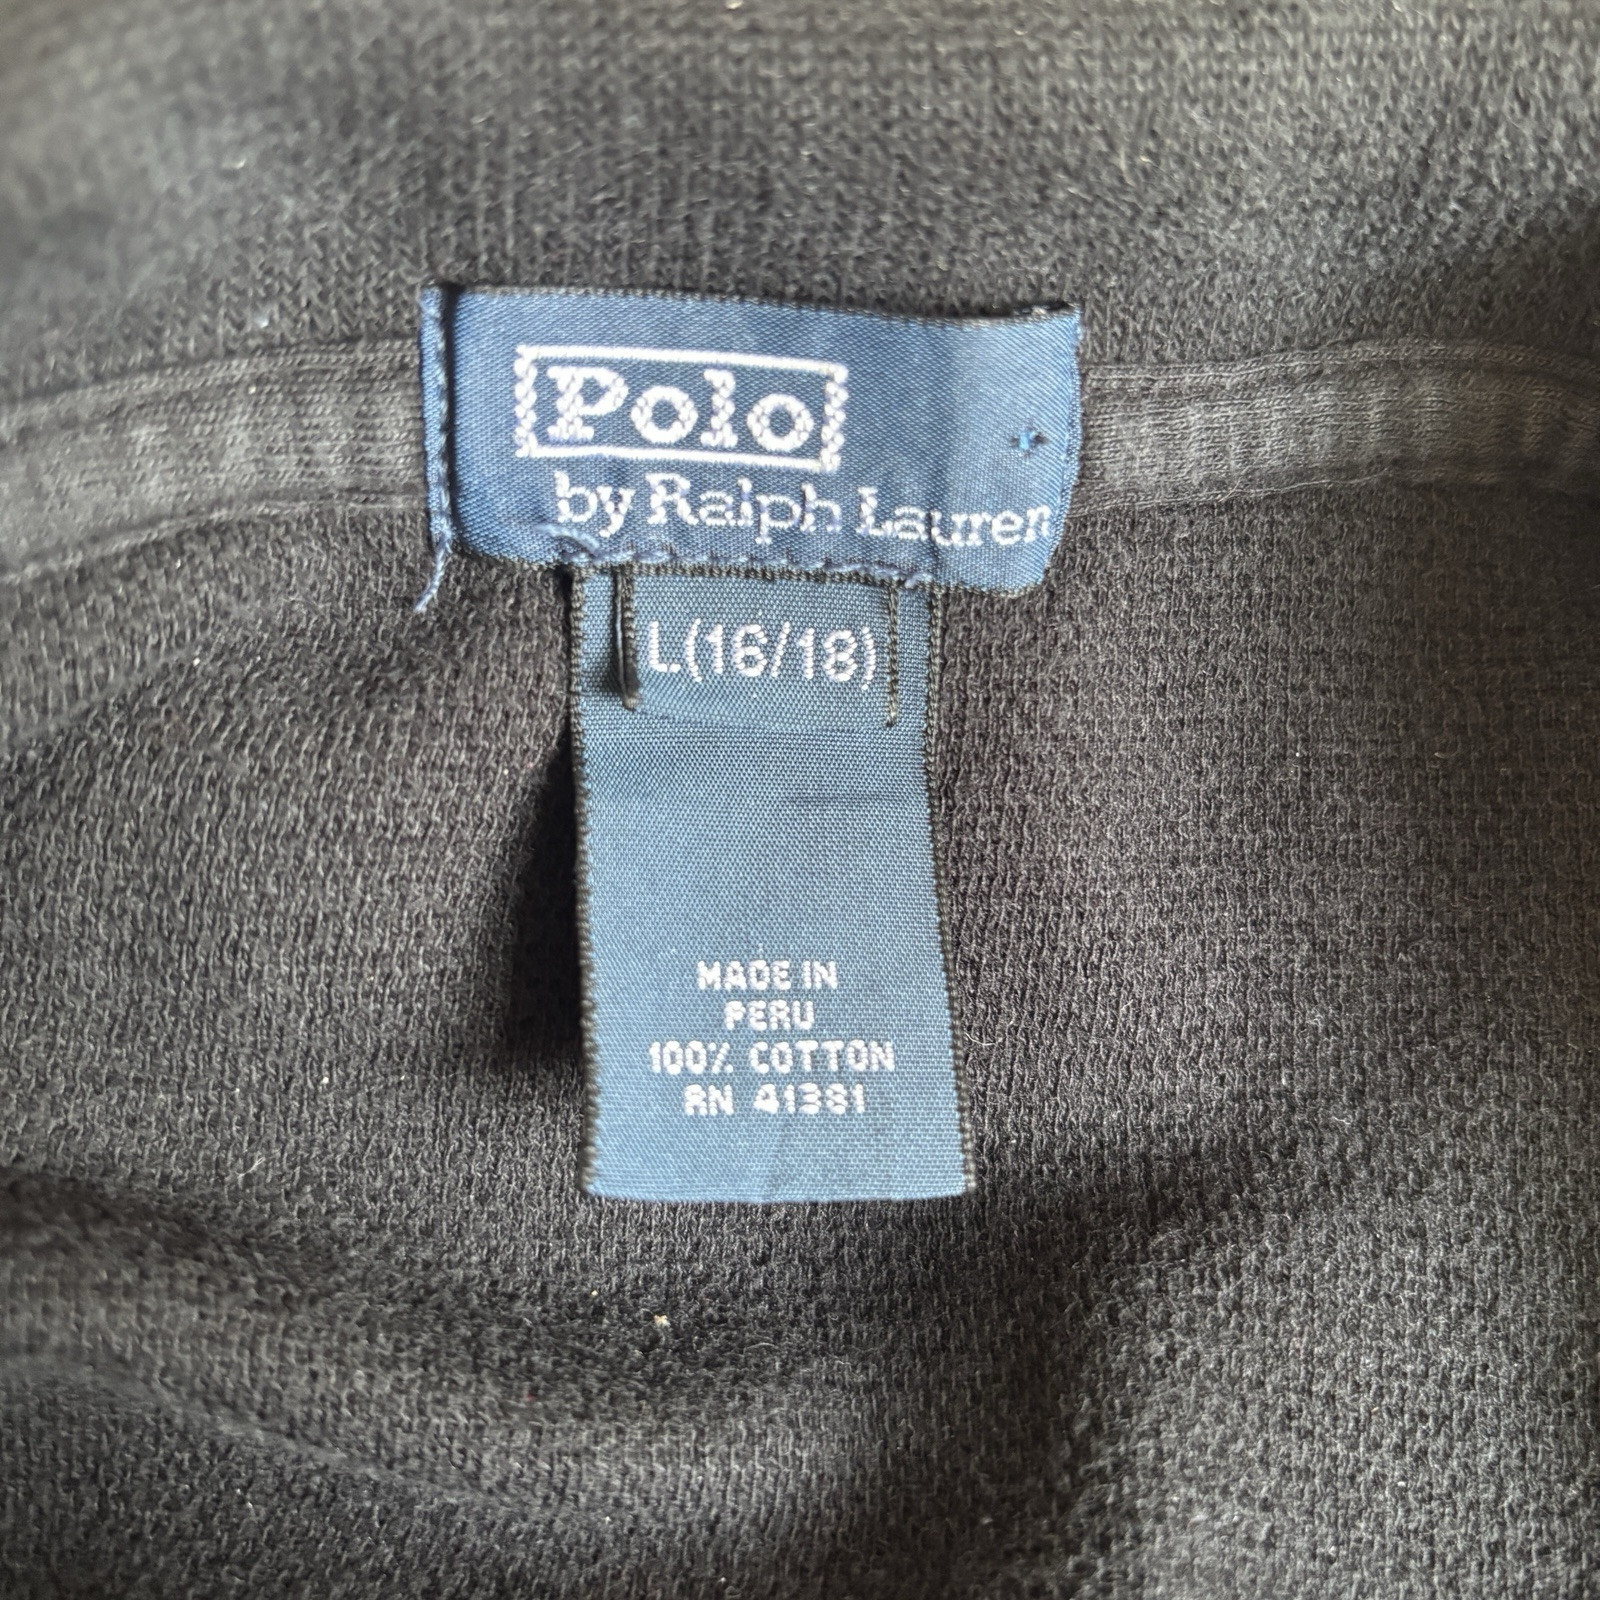 Polo
by Ralph Lauren
L(16/18)
MADE IN
PERU
100% COTTON
RN 41381